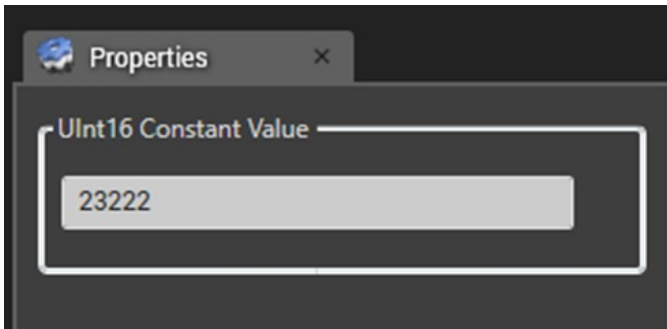 Properties ×
UInt16 Constant Value
23222